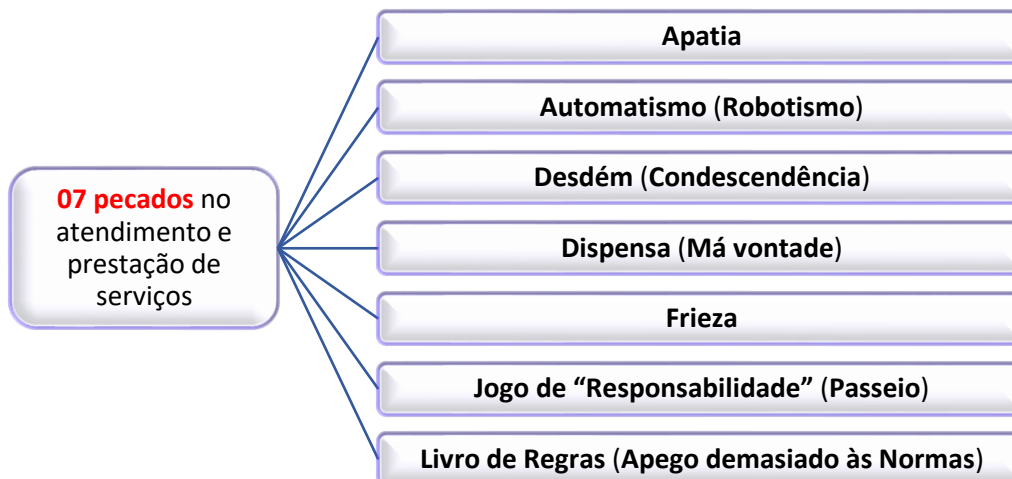 07 pecados no
atendimento e
prestação de
serviços
Apatia
Automatismo (Robotismo)
Desdém (Condescendência)
Dispensa (Má vontade)
Frieza
Jogo de “Responsabilidade” (Passeio)
Livro de Regras (Apego demasiado às Normas)